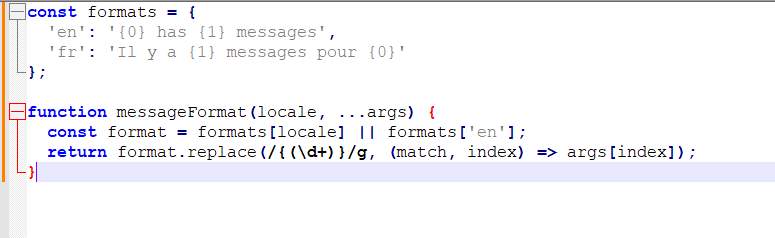 const formats = {
  'en': '{0} has {1} messages',
  'fr': 'Il y a {1} messages pour {0}'
};
function messageFormat(locale, ...args) {
  const format = formats[locale] || formats['en'];
  return format.replace(/{(\d+)}/g, (match, index) => args[index]);
}